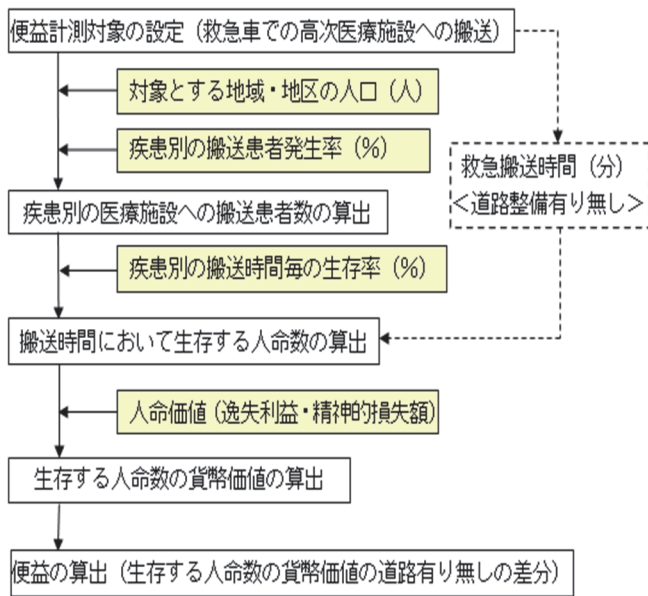 便益計測対象の設定（救急車での高次医療施設への搬送）
対象とする地域・地区の人口（人）
疾患別の搬送患者発生率（%）
救急搬送時間（分）
＜道路整備有り無し＞
疾患別の医療施設への搬送患者数の算出
疾患別の搬送時間毎の生存率（%）
搬送時間において生存する人命数の算出
人命価値（逸失利益・精神的損失額）
生存する人命数の貨幣価値の算出
便益の算出（生存する人命数の貨幣価値の道路有り無しの差分）